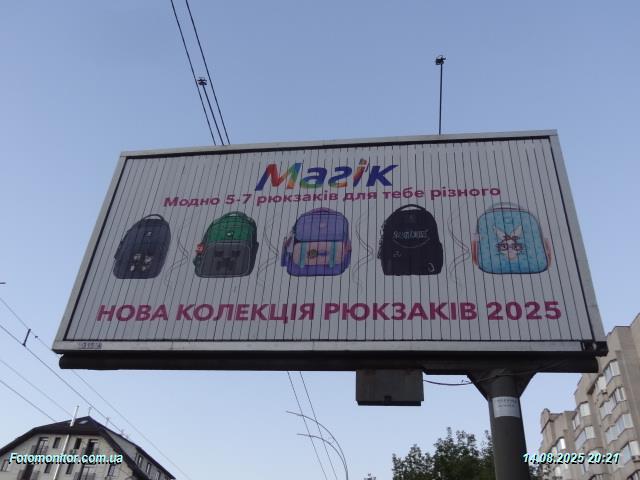 Магік
Модно 5-7 рюкзаків для тебе різного
НОВА КОЛЕКЦІЯ РЮКЗАКІВ 2025
Fotomonitor.com.ua
14.08.2025 20:21